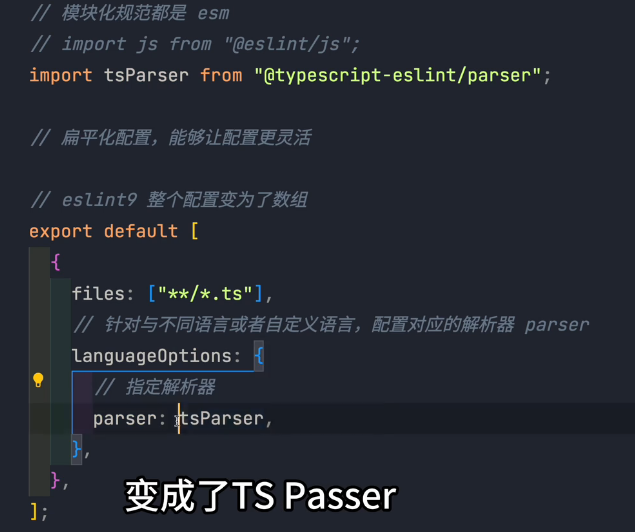 // 模块化规范都是 esm
// import js from "@eslint/js";
import tsParser from "@typescript-eslint/parser";
// 扁平化配置，能够让配置更灵活
// eslint9 整个配置变为了数组
export default [
{
files: ["**/*.ts"],
// 针对与不同语言或者自定义语言，配置对应的解析器 parser
languageOptions: {
// 指定解析器
parser: tsParser,
},
},
变成了TS Passer
];